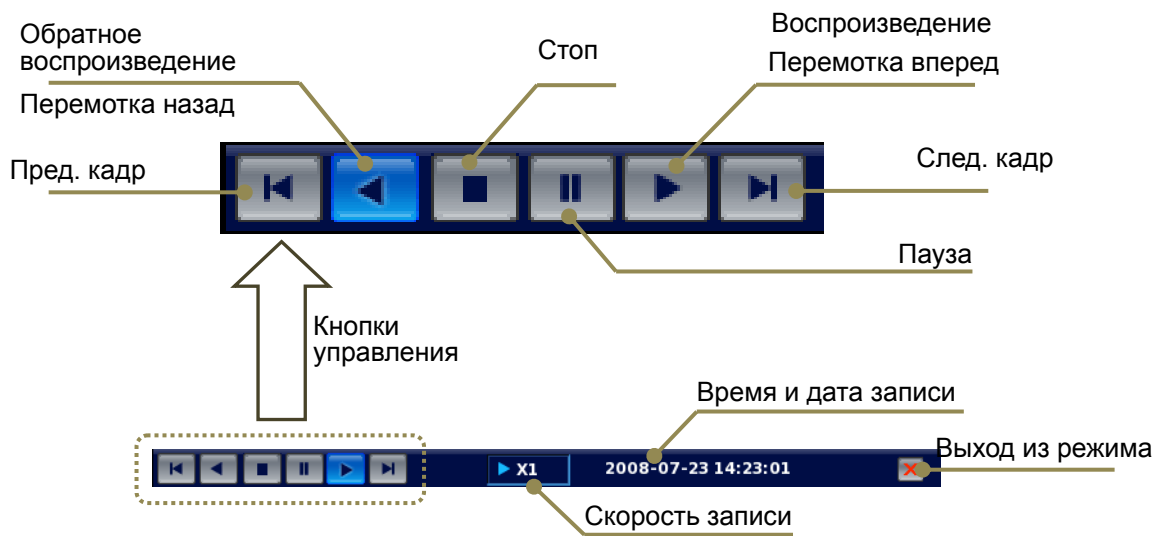 Обратное
воспроизведение
Перемотка назад
Стоп
Воспроизведение
Перемотка вперед
Пред. кадр
След. кадр
Пауза
Кнопки
управления
Время и дата записи
Выход из режима
X1
2008-07-23 14:23:01
Скорость записи